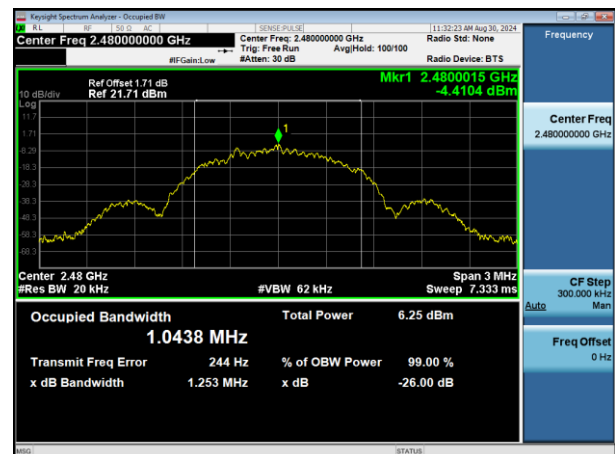 Keysight Spectrum Analyzer - Occupied BW
RL RF 50 Ω AC SENSE:PULSE 11:32:23 AM Aug 30, 2024
Center Freq 2.480000000 GHz
Center Freq: 2.480000000 GHz
Radio Std: None
Trig: Free Run Avg|Hold: 100/100
#IFGain:Low
#Atten: 30 dB
Radio Device: BTS
Frequency
Ref Offset 1.71 dB
10 dB/div Ref 21.71 dBm
Mkr1 2.4800015 GHz
-4.4104 dBm
Log
11.7
1.71
-8.29
-18.3
-28.3
-38.3
-48.3
-58.3
-68.3
1
Center 2.48 GHz
Span 3 MHz
#Res BW 20 kHz
#VBW 62 kHz
Sweep 7.333 ms
Occupied Bandwidth
1.0438 MHz
Total Power 6.25 dBm
Transmit Freq Error 244 Hz
% of OBW Power 99.00 %
x dB Bandwidth 1.253 MHz
x dB -26.00 dB
Center Freq
2.480000000 GHz
CF Step
300.000 kHz
Auto Man
Freq Offset
0 Hz
MSG STATUS